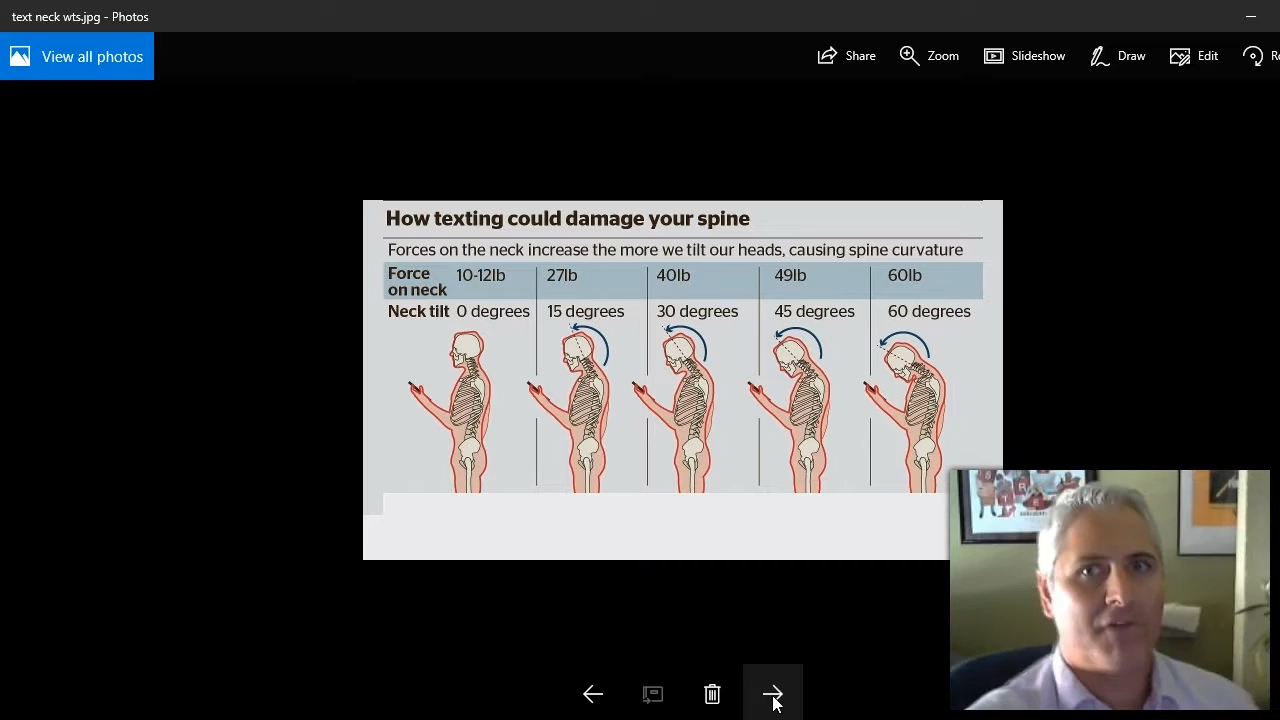 text neck wts.jpg - Photos
View all photos
Share
Zoom
Slideshow
Draw
Edit
How texting could damage your spine
Forces on the neck increase the more we tilt our heads, causing spine curvature
Force on neck 10-12lb 27lb 40lb 49lb 60lb
Neck tilt 0 degrees 15 degrees 30 degrees 45 degrees 60 degrees